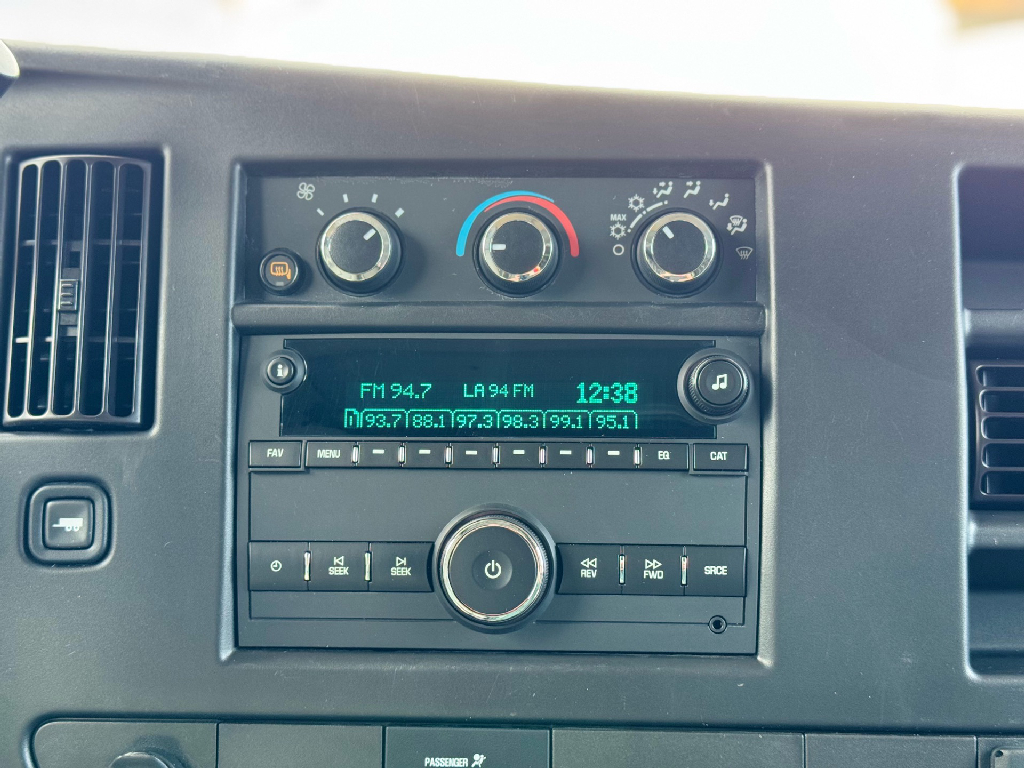 MAX
FM 94.7 LA 94 FM 12:38
1 93.7 88.1 97.3 98.3 99.1 95.1
FAV MENU EQ CAT
SEEK SEEK REV FWD SRCE
PASSENGER